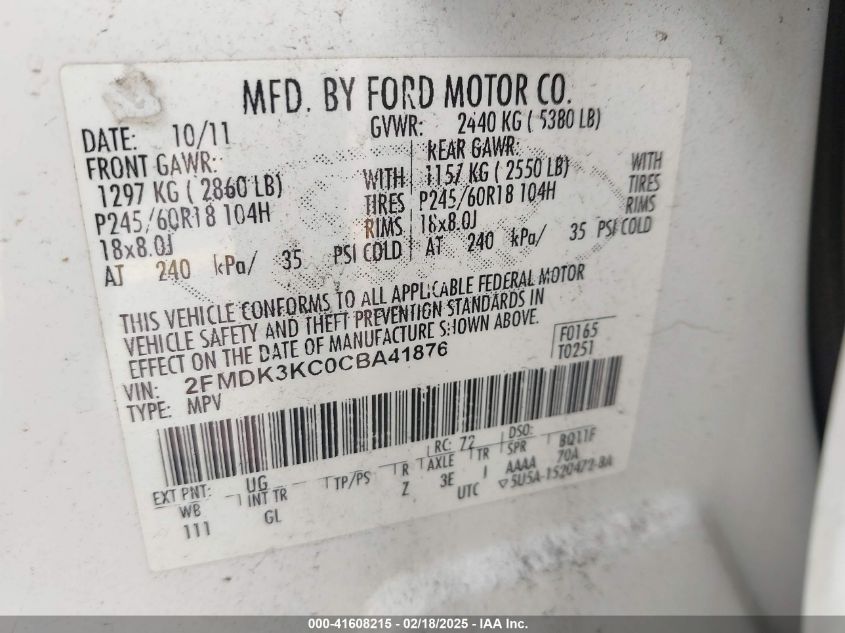 MFD. BY FORD MOTOR CO.
DATE: 10/11 GVWR: 2440 KG ( 5380 LB)
FRONT GAWR: REAR GAWR:
1297 KG ( 2860 LB) WITH 1157 KG ( 2550 LB) WITH
P245/60R18 104H TIRES P245/60R18 104H TIRES
18x8.0J RIMS 18x8.0J RIMS
AT 240 kPa/ 35 PSI COLD AT 240 kPa/ 35 PSI COLD
THIS VEHICLE CONFORMS TO ALL APPLICABLE FEDERAL MOTOR
VEHICLE SAFETY AND THEFT PREVENTION STANDARDS IN
EFFECT ON THE DATE OF MANUFACTURE SHOWN ABOVE.
F0165
T0251
VIN: 2FMDK3KC0CBA41876
TYPE: MPV
EXT PNT: UG RC: 72 DSO: BQ11F
WB INT TR TP/PS R AXLE TR SPR 70A
111 GL Z 3E I AAAA
UTC ▽5U5A-1520472-BA
000-41608215 - 02/18/2025 - IAA Inc.